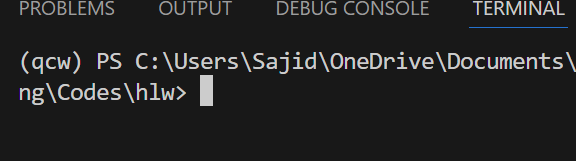 PROBLEMS OUTPUT DEBUG CONSOLE TERMINAL
(qcw) PS C:\Users\Sajid\OneDrive\Documents\
ng\Codes\hlw>